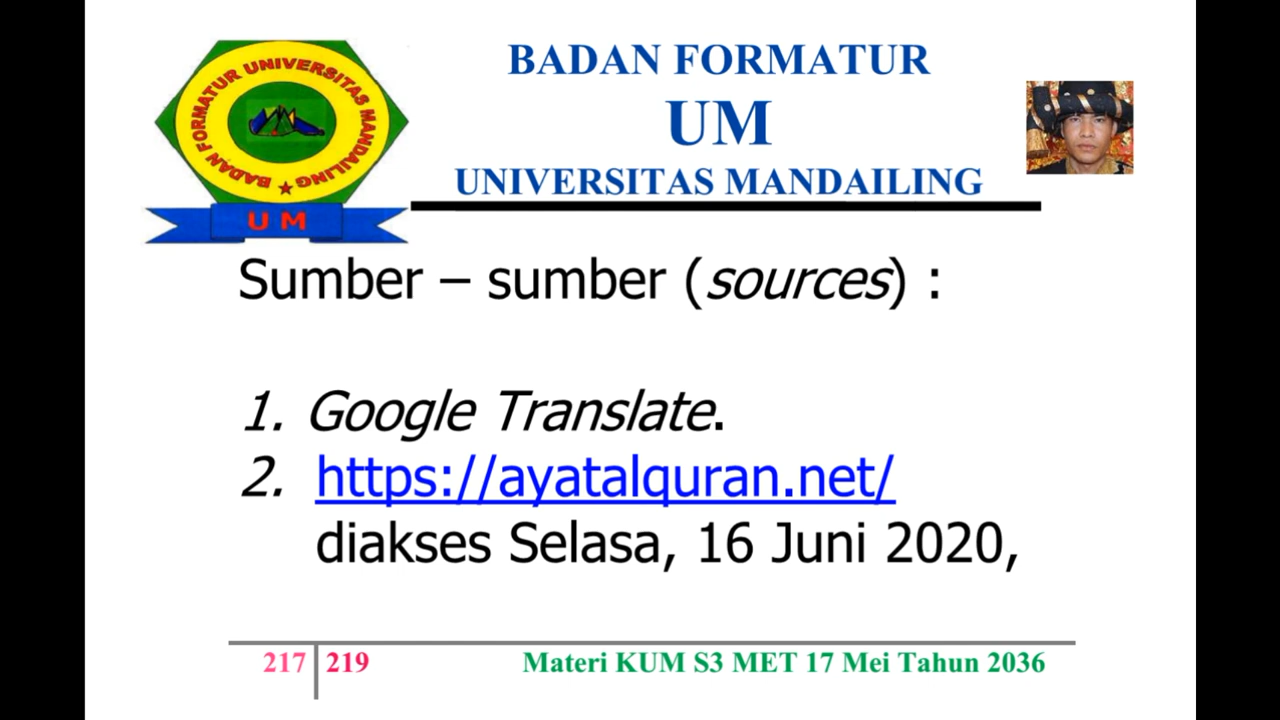 BADAN FORMATUR UNIVERSITAS MANDAILING
U M
BADAN FORMATUR
UM
UNIVERSITAS MANDAILING
Sumber – sumber (sources) :
1. Google Translate.
2. https://ayatalquran.net/
diakses Selasa, 16 Juni 2020,
217 219 Materi KUM S3 MET 17 Mei Tahun 2036